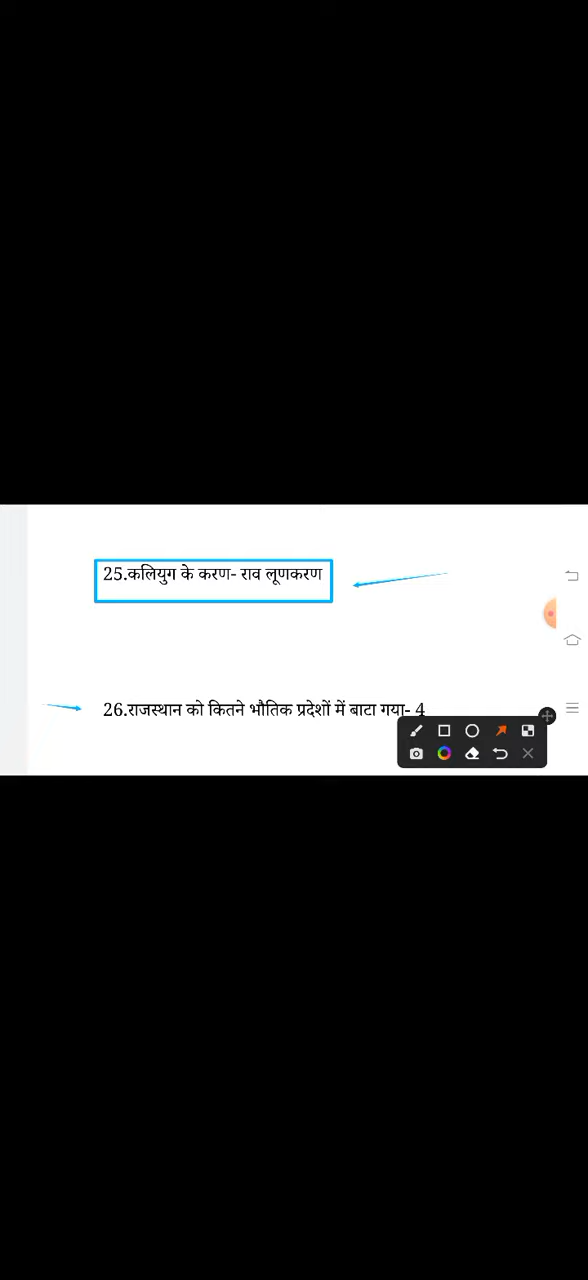 25.कलियुग के करण- राव लूणकरण
26.राजस्थान को कितने भौतिक प्रदेशों में बाटा गया- 4